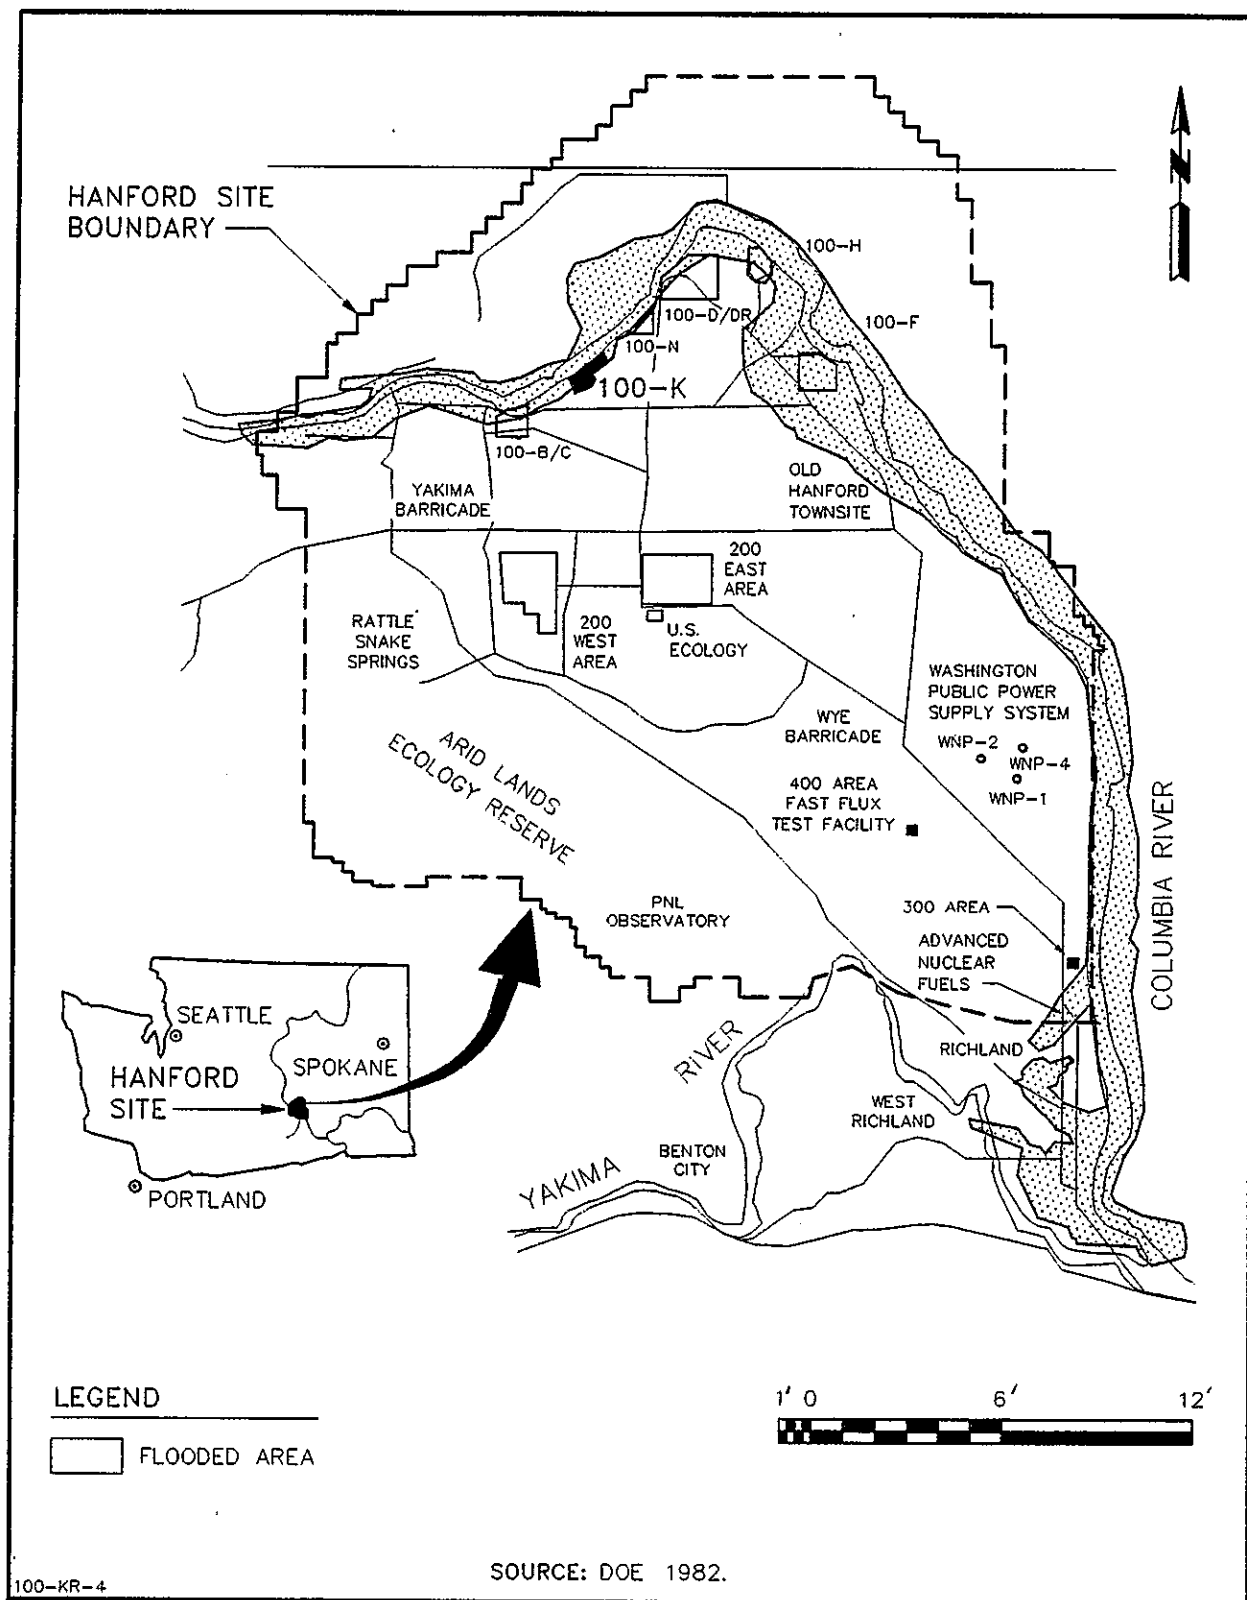 N
HANFORD SITE
BOUNDARY
100-H
100-D/DR
100-F
100-N
100-K
100-B/C
YAKIMA
BARRICADE
OLD
HANFORD
TOWNSITE
200
EAST
AREA
RATTLE
SNAKE
SPRINGS
200
WEST
AREA
U.S.
ECOLOGY
WASHINGTON
PUBLIC POWER
SUPPLY SYSTEM
WYE
BARRICADE
WNP-2
WNP-4
WNP-1
ARID LANDS
ECOLOGY RESERVE
400 AREA
FAST FLUX
TEST FACILITY
COLUMBIA RIVER
PNL
OBSERVATORY
300 AREA
ADVANCED
NUCLEAR
FUELS
SEATTLE
SPOKANE
HANFORD
SITE
PORTLAND
RICHLAND
WEST
RICHLAND
BENTON
CITY
YAKIMA RIVER
LEGEND
FLOODED AREA
1' 0 6' 12'
SOURCE: DOE 1982.
100-KR-4